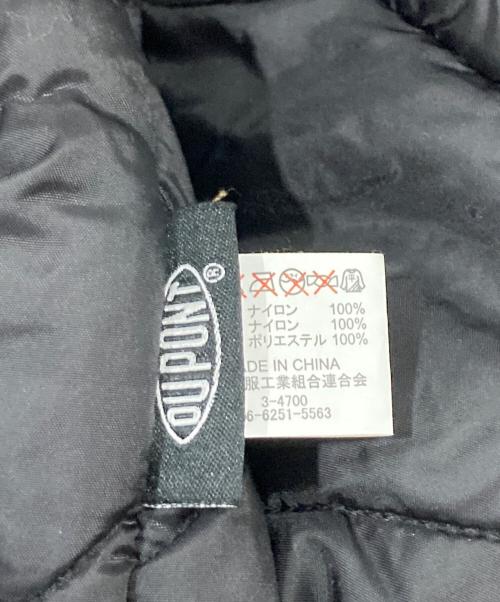 DUPONT®
ナイロン 100%
ナイロン 100%
ポリエステル 100%
ADE IN CHINA
服工業組合連合会
3-4700
6-6251-5563